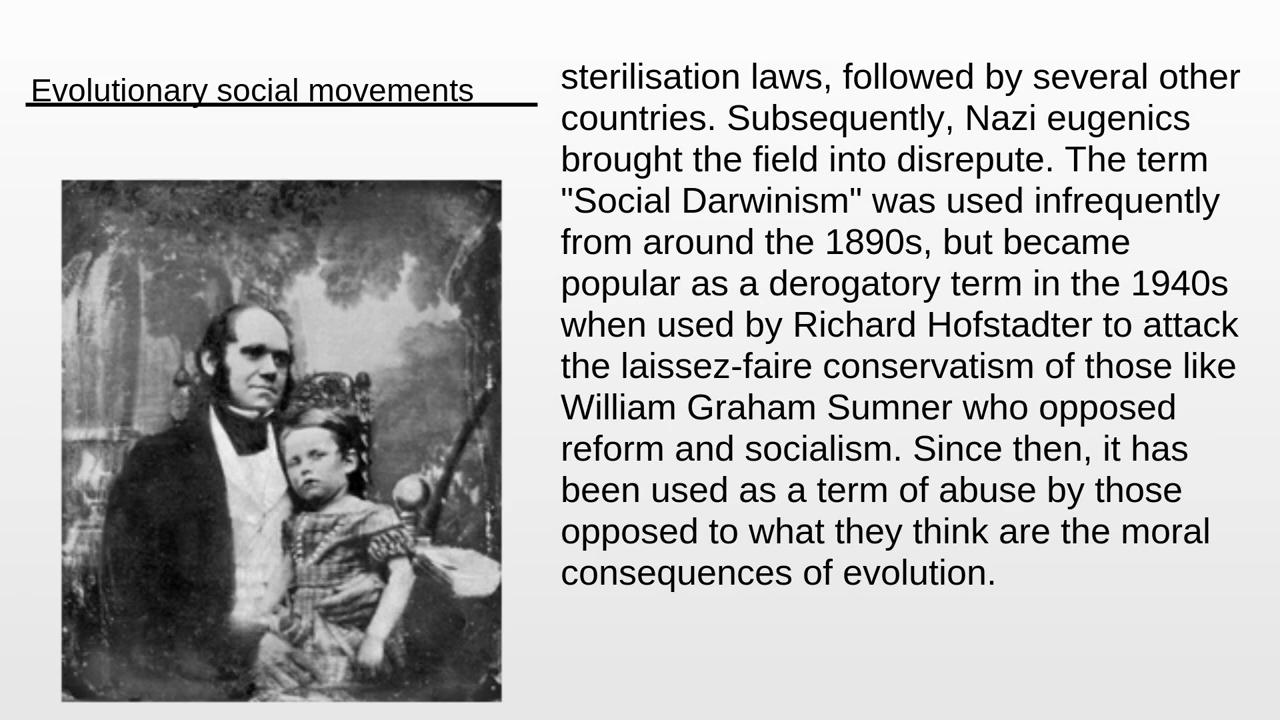 Evolutionary social movements
sterilisation laws, followed by several other
countries. Subsequently, Nazi eugenics
brought the field into disrepute. The term
"Social Darwinism" was used infrequently
from around the 1890s, but became
popular as a derogatory term in the 1940s
when used by Richard Hofstadter to attack
the laissez-faire conservatism of those like
William Graham Sumner who opposed
reform and socialism. Since then, it has
been used as a term of abuse by those
opposed to what they think are the moral
consequences of evolution.